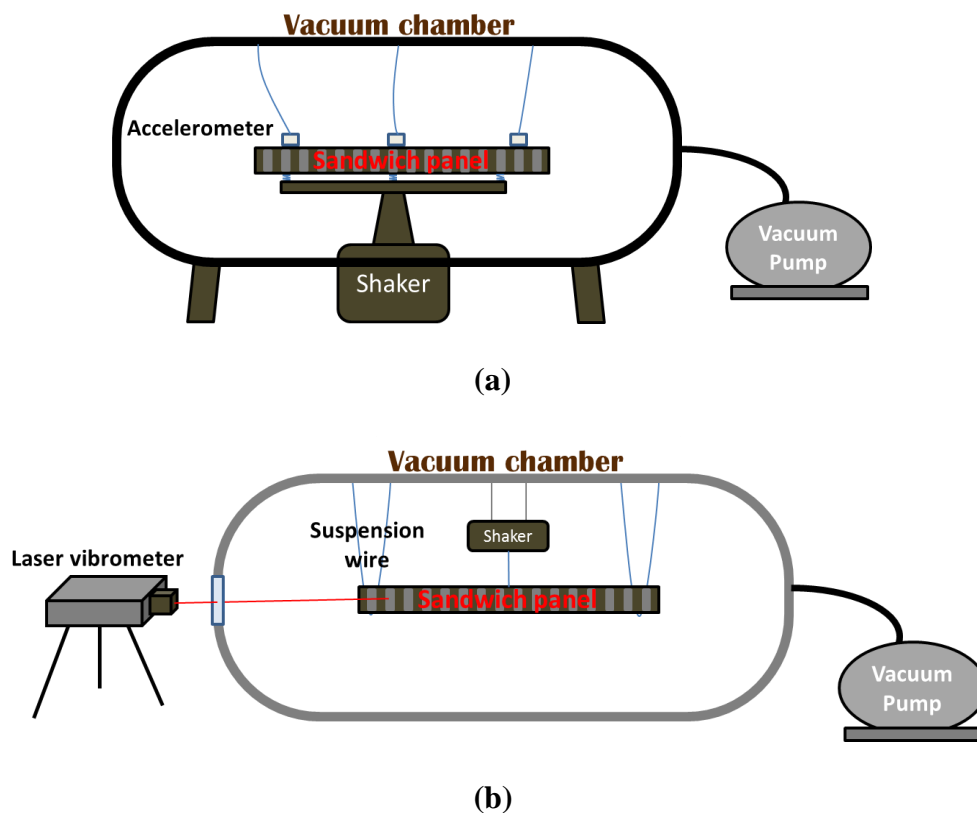 Vacuum chamber
Accelerometer
Sandwich panel
Vacuum
Pump
Shaker
(a)
Vacuum chamber
Suspension
wire
Shaker
Laser vibrometer
Sandwich panel
Vacuum
Pump
(b)